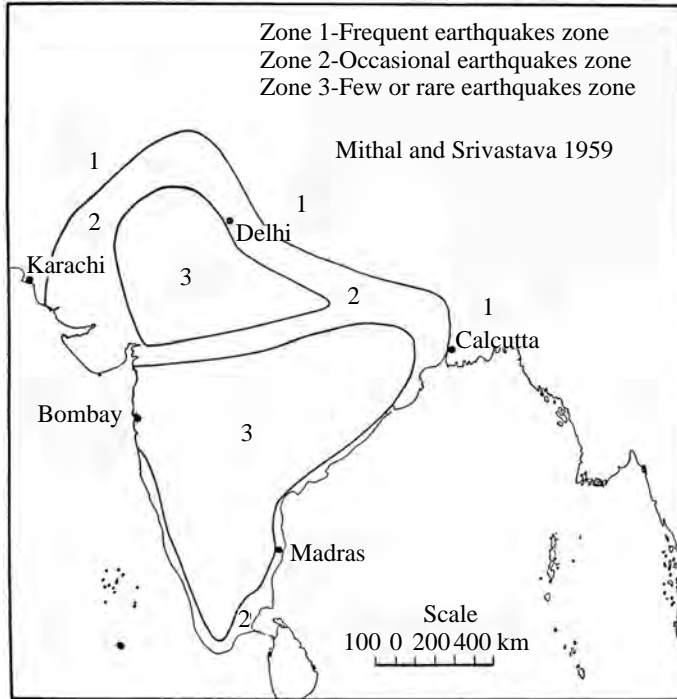 Zone 1-Frequent earthquakes zone
Zone 2-Occasional earthquakes zone
Zone 3-Few or rare earthquakes zone
Mithal and Srivastava 1959
1
1
2
Delhi
Karachi
3
2
1
Calcutta
Bombay
3
Madras
2
Scale
100 0 200 400 km